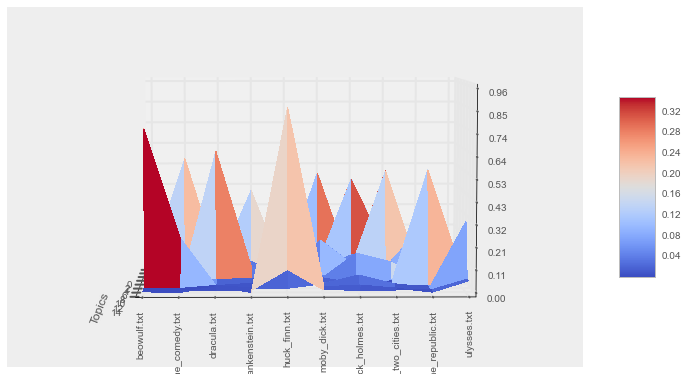 0.96
0.85
0.74
0.64
0.53
0.43
0.32
0.21
0.11
0.00
0.32
0.28
0.24
0.20
0.16
0.12
0.08
0.04
Topics
beowulf.txt
ne_comedy.txt
dracula.txt
ankenstein.txt
huck_finn.txt
moby_dick.txt
ck_holmes.txt
_two_cities.txt
e_republic.txt
ulysses.txt